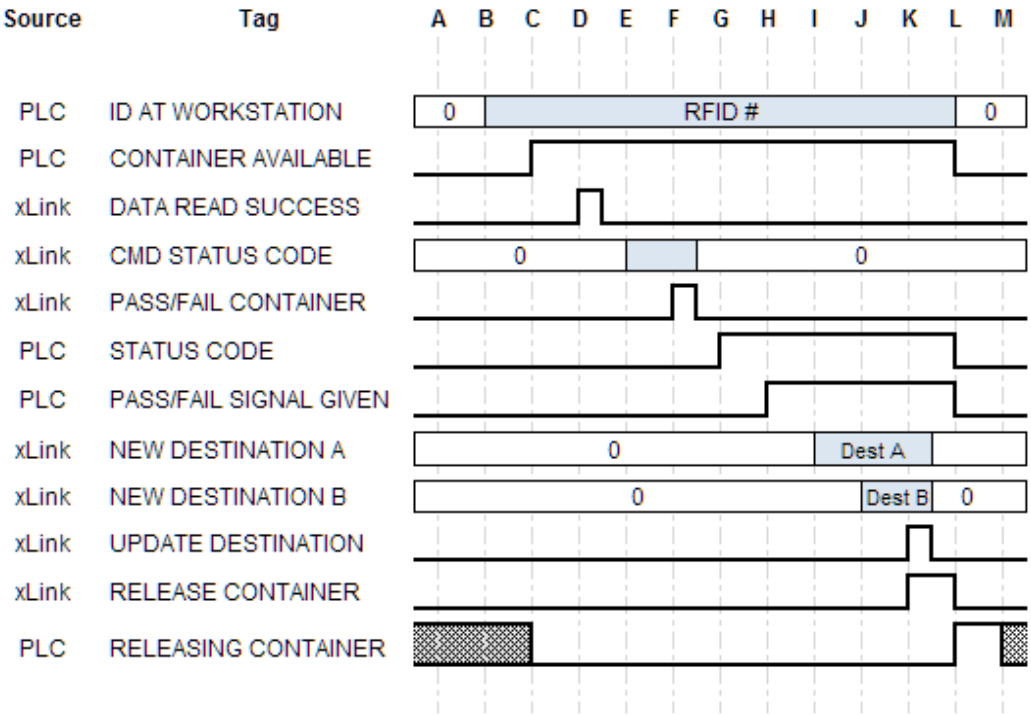 Source Tag A B C D E F G H I J K L M
PLC ID AT WORKSTATION 0 RFID # 0
PLC CONTAINER AVAILABLE
xLink DATA READ SUCCESS
xLink CMD STATUS CODE 0 0
xLink PASS/FAIL CONTAINER
PLC STATUS CODE
PLC PASS/FAIL SIGNAL GIVEN
xLink NEW DESTINATION A 0 Dest A
xLink NEW DESTINATION B 0 Dest B 0
xLink UPDATE DESTINATION
xLink RELEASE CONTAINER
PLC RELEASING CONTAINER